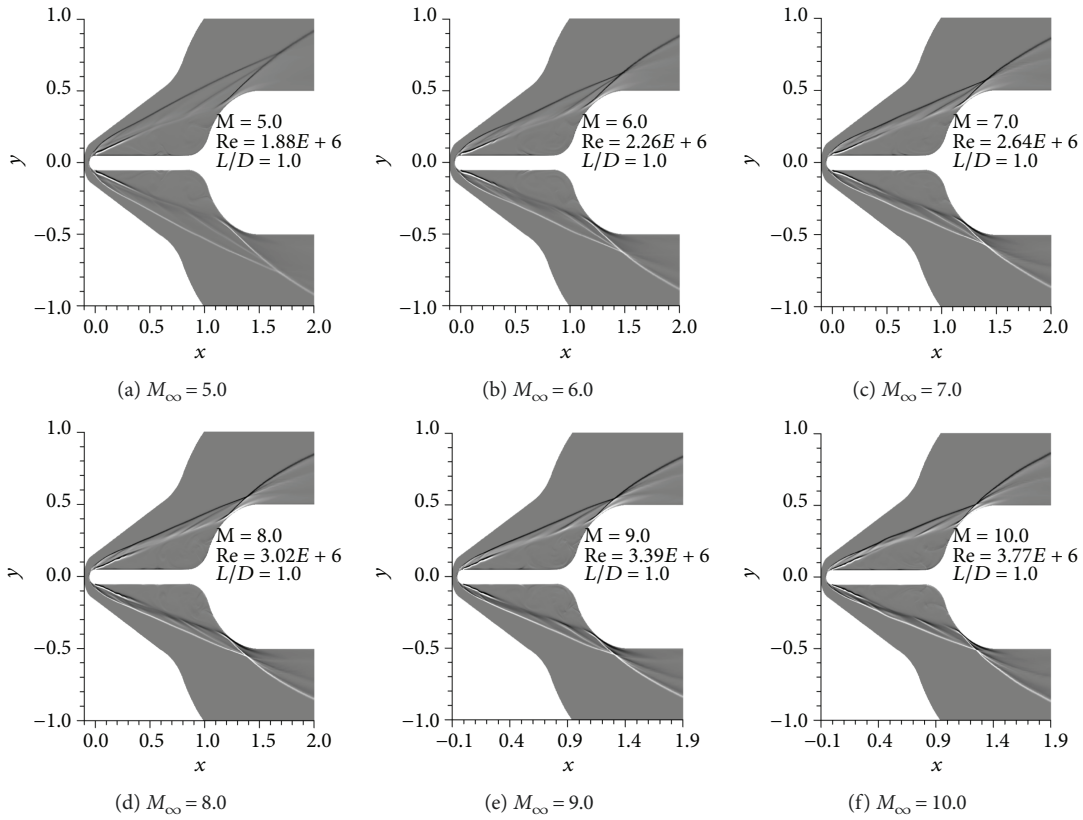 1.0
0.5
0.0
−0.5
−1.0
y
M = 5.0
Re = 1.88E + 6
L/D = 1.0
0.0 0.5 1.0 1.5 2.0
x
(a) M∞ = 5.0
1.0
0.5
0.0
−0.5
−1.0
y
M = 6.0
Re = 2.26E + 6
L/D = 1.0
0.0 0.5 1.0 1.5 2.0
x
(b) M∞ = 6.0
1.0
0.5
0.0
−0.5
−1.0
y
M = 7.0
Re = 2.64E + 6
L/D = 1.0
0.0 0.5 1.0 1.5 2.0
x
(c) M∞ = 7.0
1.0
0.5
0.0
−0.5
−1.0
y
M = 8.0
Re = 3.02E + 6
L/D = 1.0
0.0 0.5 1.0 1.5 2.0
x
(d) M∞ = 8.0
1.0
0.5
0.0
−0.5
−1.0
y
M = 9.0
Re = 3.39E + 6
L/D = 1.0
−0.1 0.4 0.9 1.4 1.9
x
(e) M∞ = 9.0
1.0
0.5
0.0
−0.5
−1.0
y
M = 10.0
Re = 3.77E + 6
L/D = 1.0
−0.1 0.4 0.9 1.4 1.9
x
(f) M∞ = 10.0